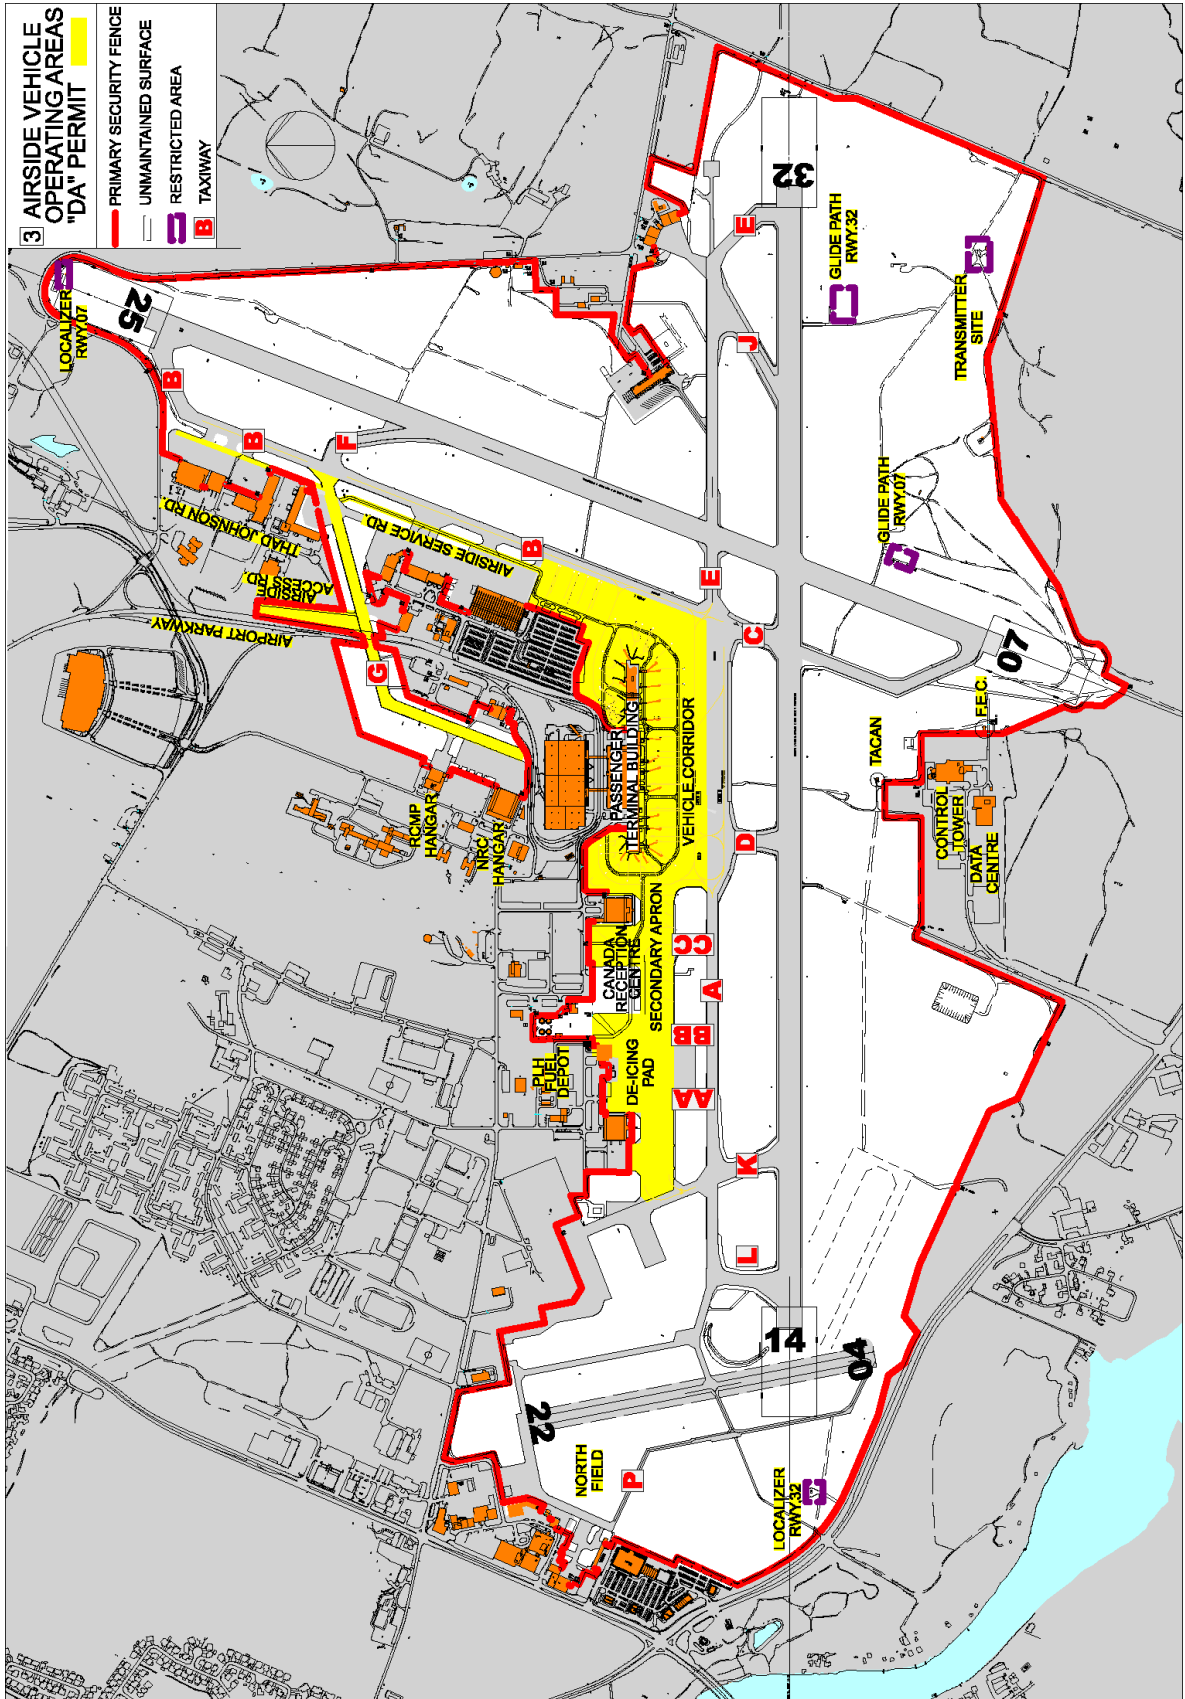 3 AIRSIDE VEHICLE
OPERATING AREAS
"DA" PERMIT
PRIMARY SECURITY FENCE
UNMAINTAINED SURFACE
RESTRICTED AREA
B TAXIWAY
LOCALIZER
RWY.07
25
B
B
F
THAD JOHNSON RD.
AIRSIDE
ACCESS RD.
AIRPORT PARKWAY
AIRSIDE SERVICE RD.
B
G
E
C
E
J
32
GLIDE PATH
RWY.32
TRANSMITTER
SITE
GLIDE PATH
RWY.07
07
F.E.C.
TACAN
CONTROL
TOWER
DATA
CENTRE
RCMP
HANGAR
NRC
HANGAR
PASSENGER
TERMINAL BUILDING
VEHICLE CORRIDOR
D
CANADA
RECEPTION
CENTRE
SECONDARY APRON
CC
A
BB
AA
PLH
FUEL
DEPOT
DE-ICING
PAD
K
L
14
04
22
NORTH
FIELD
P
LOCALIZER
RWY.32